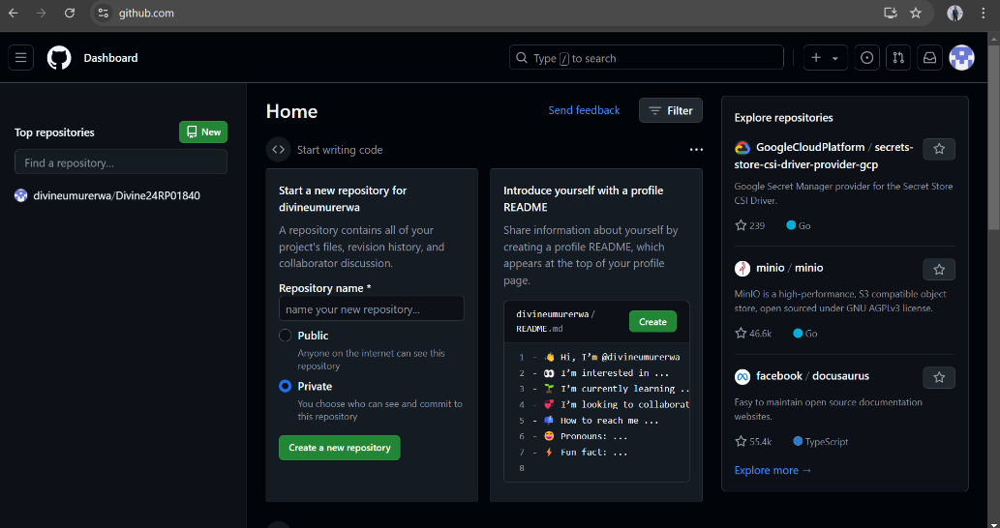 github.com
Dashboard
Type / to search
Top repositories
New
Find a repository...
divineumurerwa/Divine24RP01840
Home
Send feedback
Filter
Start writing code
Start a new repository for
divineumurerwa
A repository contains all of your
project's files, revision history, and
collaborator discussion.
Repository name *
name your new repository...
Public
Anyone on the internet can see this
repository
Private
You choose who can see and commit to
this repository
Create a new repository
Introduce yourself with a profile
README
Share information about yourself by
creating a profile README, which
appears at the top of your profile
page.
divineumurerwa/
README.md
Create
1 - 👋 Hi, I'm @divineumurerwa
2 - 👀 I'm interested in ...
3 - 🌱 I'm currently learning ..
4 - 💞️ I'm looking to collaborat
5 - 📫 How to reach me ...
6 - 😄 Pronouns: ...
7 - ⚡ Fun fact: ...
8
Explore repositories
GoogleCloudPlatform / secrets-
store-csi-driver-provider-gcp
Google Secret Manager provider for the Secret Store
CSI Driver.
239 Go
minio / minio
MinIO is a high-performance, S3 compatible object
store, open sourced under GNU AGPLv3 license.
46.6k Go
facebook / docusaurus
Easy to maintain open source documentation
websites.
55.4k TypeScript
Explore more →